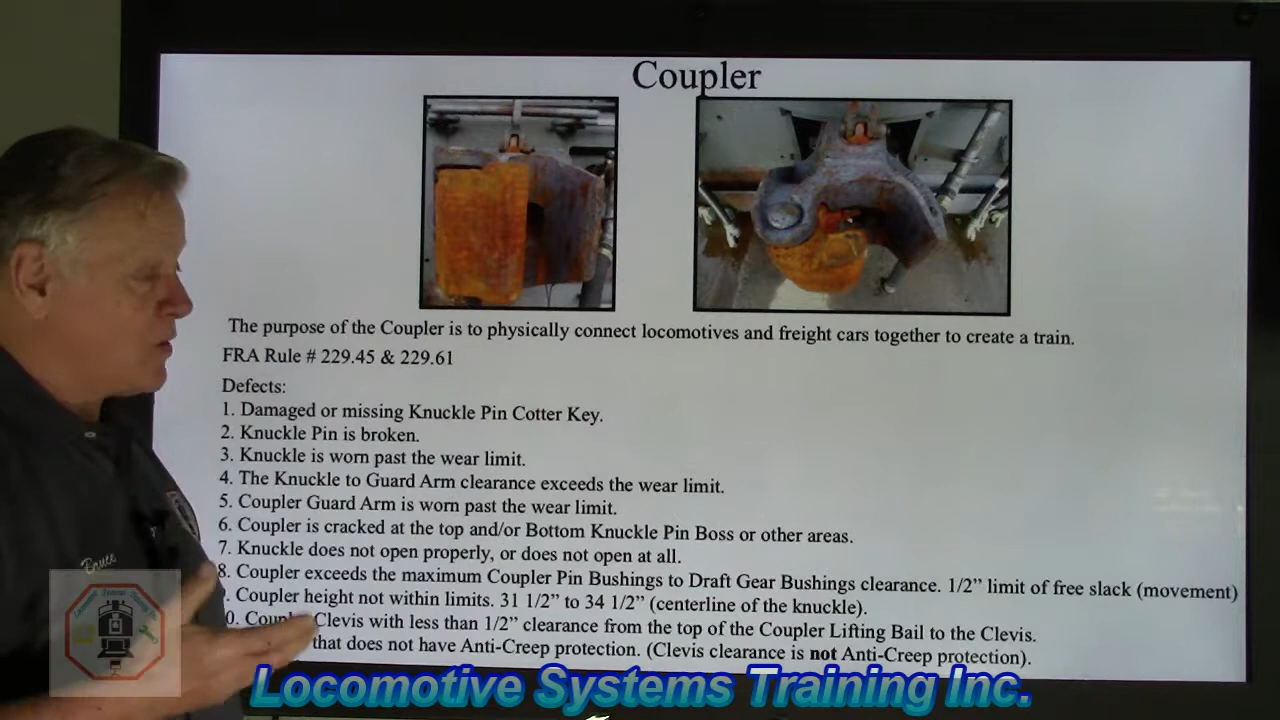 Coupler
The purpose of the Coupler is to physically connect locomotives and freight cars together to create a train.
FRA Rule # 229.45 & 229.61
Defects:
1. Damaged or missing Knuckle Pin Cotter Key.
2. Knuckle Pin is broken.
3. Knuckle is worn past the wear limit.
4. The Knuckle to Guard Arm clearance exceeds the wear limit.
5. Coupler Guard Arm is worn past the wear limit.
6. Coupler is cracked at the top and/or Bottom Knuckle Pin Boss or other areas.
7. Knuckle does not open properly, or does not open at all.
8. Coupler exceeds the maximum Coupler Pin Bushings to Draft Gear Bushings clearance. 1/2” limit of free slack (movement)
. Coupler height not within limits. 31 1/2” to 34 1/2” (centerline of the knuckle).
0. Coupler Clevis with less than 1/2” clearance from the top of the Coupler Lifting Bail to the Clevis.
that does not have Anti-Creep protection. (Clevis clearance is not Anti-Creep protection).
Bruce
Locomotive Systems Training Inc.